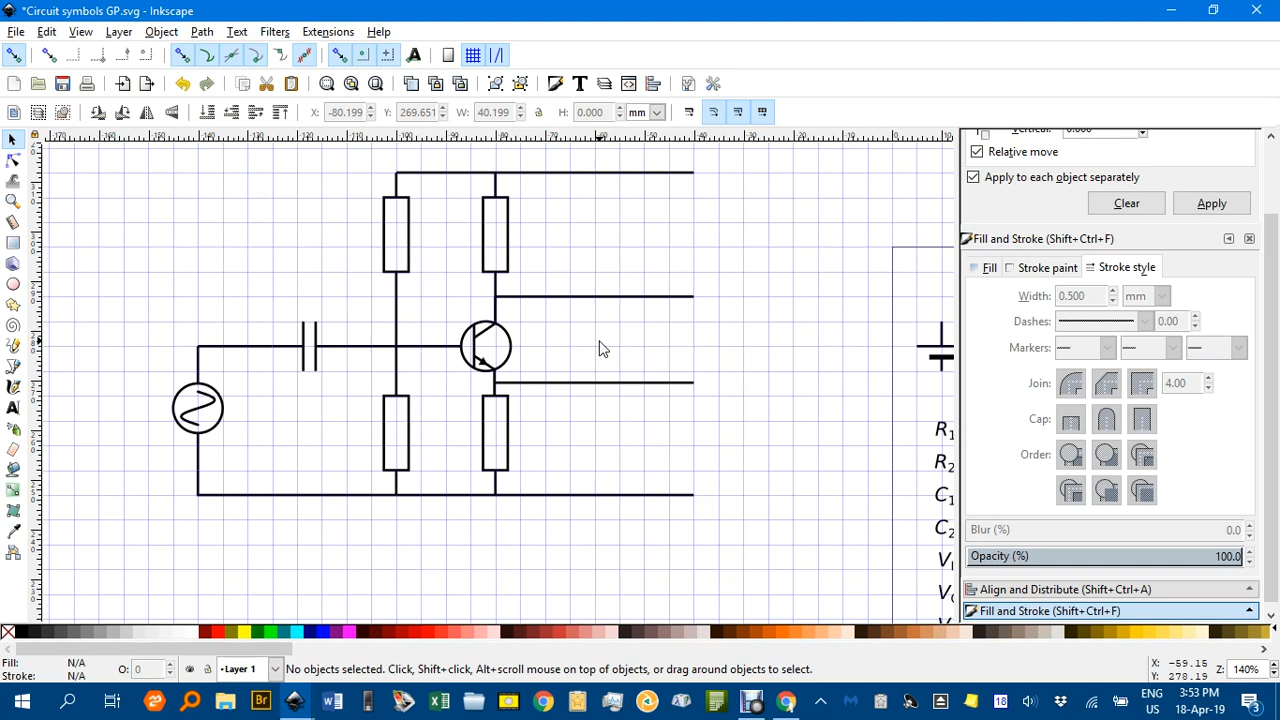 *Circuit symbols GP.svg - Inkscape
File Edit View Layer Object Path Text Filters Extensions Help
X: -80.199 Y: 269.651 W: 40.199 H: 0.000 mm
Relative move
Apply to each object separately
Clear Apply
Fill and Stroke (Shift+Ctrl+F)
Fill Stroke paint Stroke style
Width: 0.500 mm
Dashes: 0.00
Markers:
Join: 4.00
Cap:
Order:
R1
R2
C1
C2
Blur (%) 0.0
Opacity (%) 100.0
Align and Distribute (Shift+Ctrl+A)
Fill and Stroke (Shift+Ctrl+F)
Fill: N/A
Stroke: N/A
O: 0
Layer 1
No objects selected. Click, Shift+click, Alt+scroll mouse on top of objects, or drag around objects to select.
X: -59.15
Y: 278.19
Z: 140%
Br
18
ENG
US
3:53 PM
18-Apr-19
3